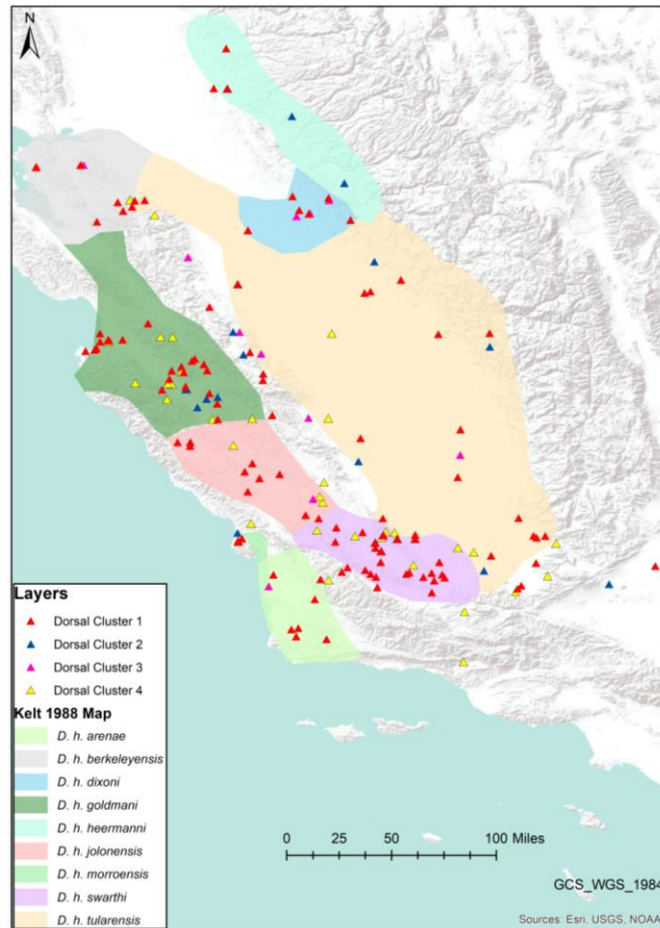 N
Layers
Dorsal Cluster 1
Dorsal Cluster 2
Dorsal Cluster 3
Dorsal Cluster 4
Kelt 1988 Map
D. h. arenae
D. h. berkeleyensis
D. h. dixoni
D. h. goldmani
D. h. heermanni
D. h. jolonensis
D. h. morroensis
D. h. swarthi
D. h. tularensis
0 25 50 100 Miles
GCS_WGS_1984
Sources: Esri, USGS, NOAA